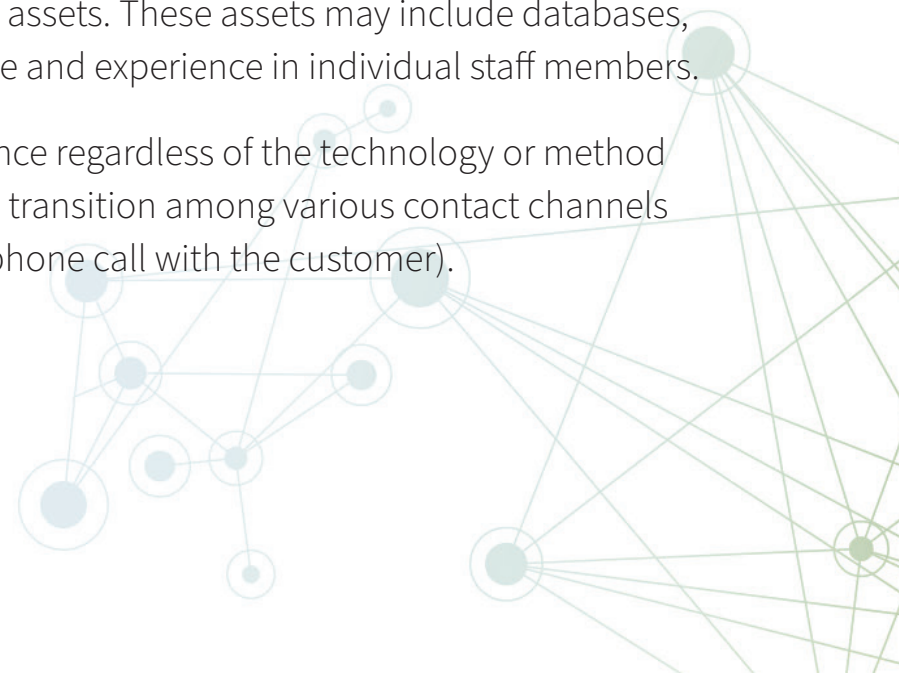 assets. These assets may include databases,
e and experience in individual staff members.
nce regardless of the technology or method
transition among various contact channels
phone call with the customer).